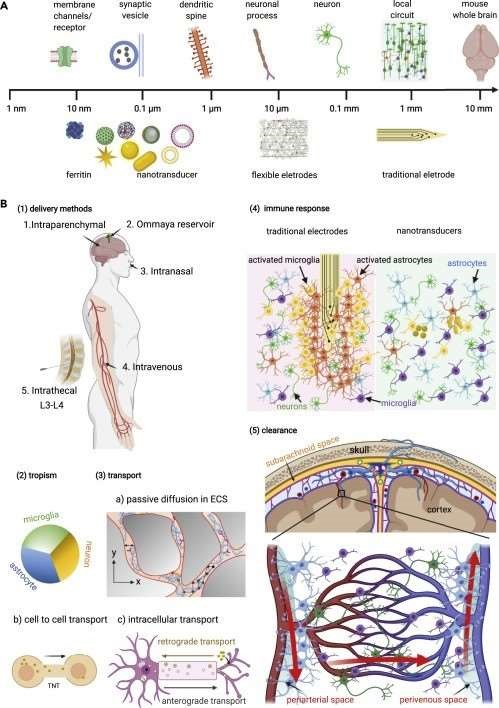 A
membrane channels/ receptor
synaptic vesicle
dendritic spine
neuronal process
neuron
local circuit
mouse whole brain
1 nm
10 nm
0.1 μm
1 μm
10 μm
0.1 mm
1 mm
10 mm
ferritin
nanotransducer
flexible eletrodes
traditional eletrode
B
(1) delivery methods
1.Intraparenchymal
2. Ommaya reservoir
3. Intranasal
4. Intravenous
5. Intrathecal
L3-L4
(4) immune response
traditional electrodes
nanotransducers
activated microglia
activated astrocytes
astrocytes
neurons
microglia
(2) tropism
microglia
astrocyte
neuron
(3) transport
a) passive diffusion in ECS
y
x
b) cell to cell transport
TNT
c) intracellular transport
retrograde transport
anterograde transport
(5) clearance
subarachnoid space
skull
cortex
periarterial space
perivenous space